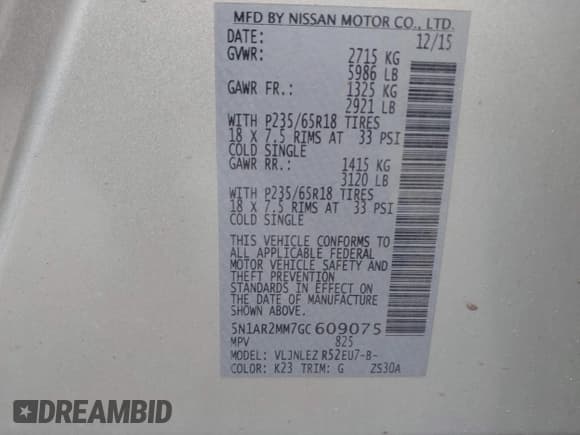 MFD BY NISSAN MOTOR CO., LTD.
DATE: 12/15
GVWR: 2715 KG
5986 LB
GAWR FR.: 1325 KG
2921 LB
WITH P235/65R18 TIRES
18 X 7.5 RIMS AT 33 PSI
COLD SINGLE
GAWR RR.: 1415 KG
3120 LB
WITH P235/65R18 TIRES
18 X 7.5 RIMS AT 33 PSI
COLD SINGLE
THIS VEHICLE CONFORMS TO
ALL APPLICABLE FEDERAL
MOTOR VEHICLE SAFETY AND
THEFT PREVENTION
STANDARDS IN EFFECT ON
THE DATE OF MANUFACTURE
SHOWN ABOVE.
5N1AR2MM7GC609075
MPV 825
MODEL: VLJNLEZ R52EU7-B-
COLOR: K23 TRIM: G ZS30A
DREAMBID